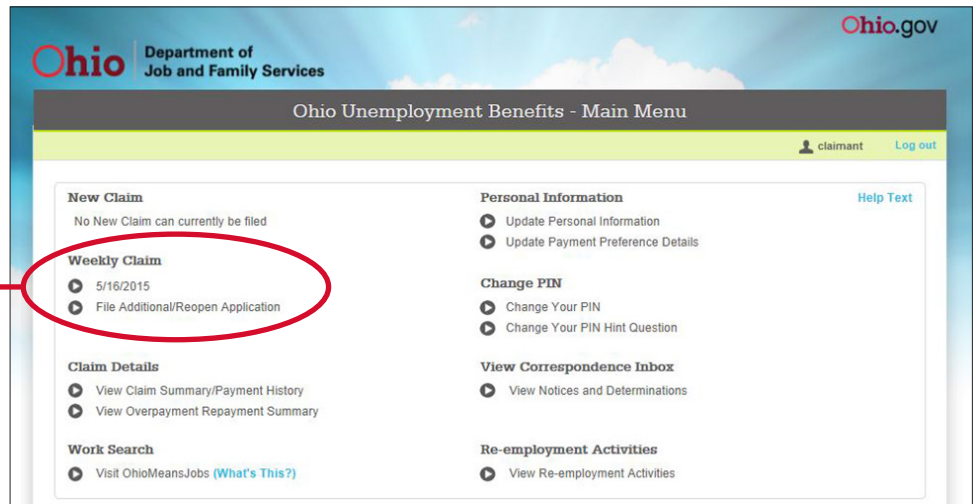 Ohio.gov
Ohio Department of
Job and Family Services
Ohio Unemployment Benefits - Main Menu
claimant Log out
New Claim
No New Claim can currently be filed
Weekly Claim
5/16/2015
File Additional/Reopen Application
Claim Details
View Claim Summary/Payment History
View Overpayment Repayment Summary
Work Search
Visit OhioMeansJobs (What's This?)
Personal Information
Help Text
Update Personal Information
Update Payment Preference Details
Change PIN
Change Your PIN
Change Your PIN Hint Question
View Correspondence Inbox
View Notices and Determinations
Re-employment Activities
View Re-employment Activities